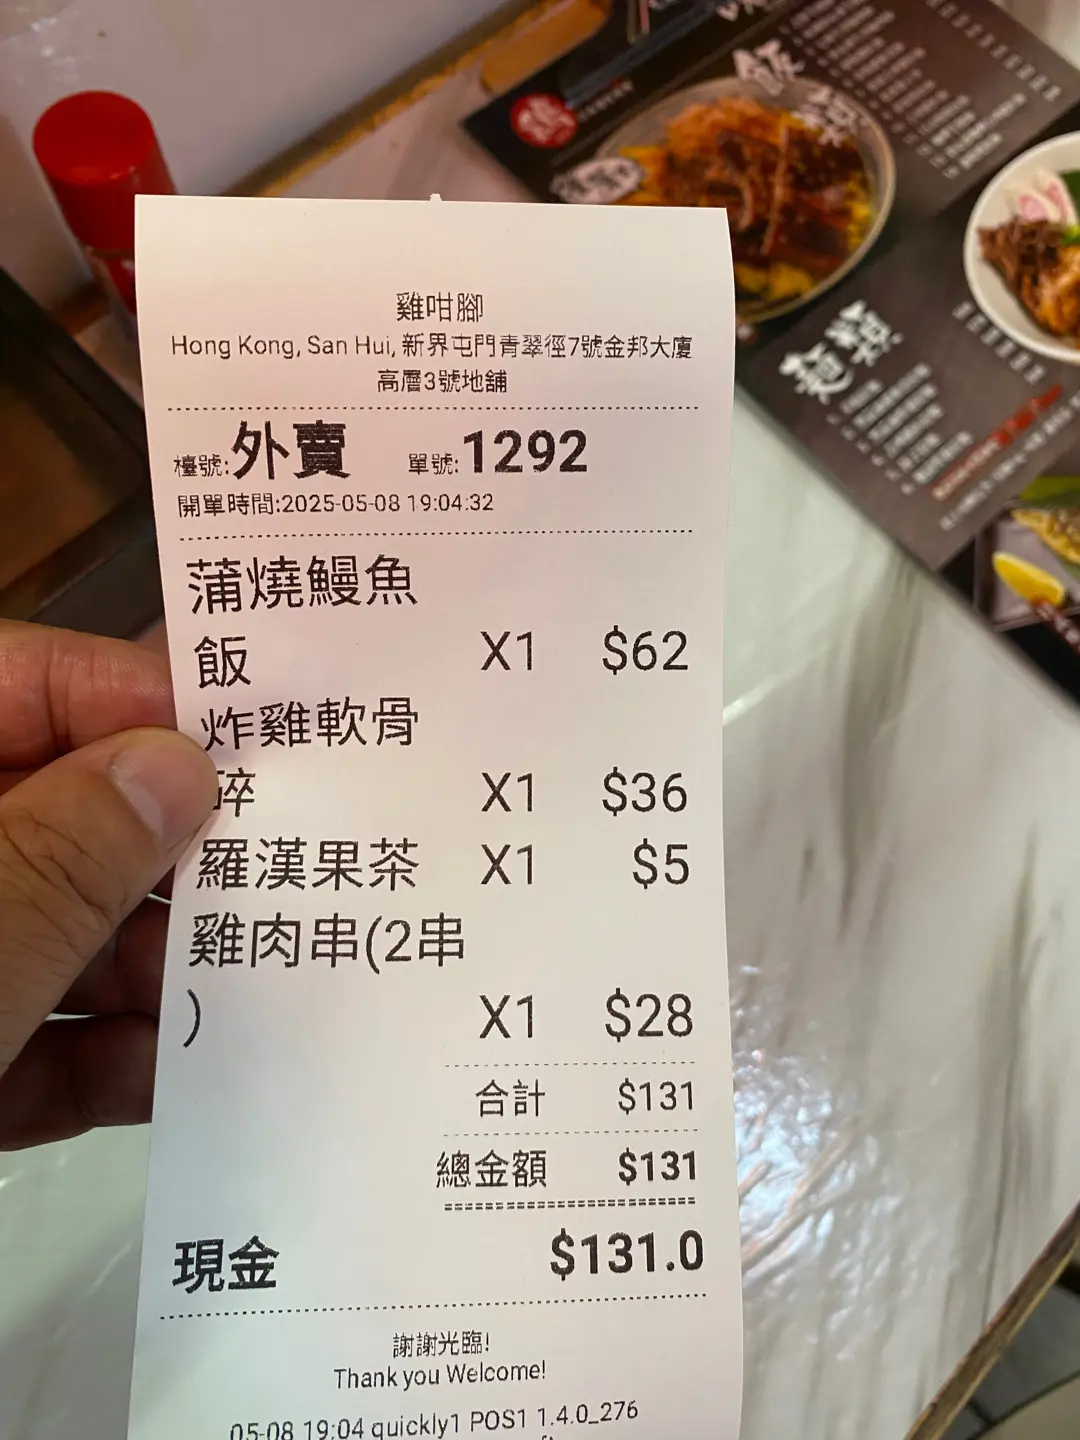 雞咁腳
Hong Kong, San Hui, 新界屯門青翠徑7號金邦大廈
高層3號地舖
檯號:外賣 單號:1292
開單時間:2025-05-08 19:04:32
蒲燒鰻魚
飯 X1 $62
炸雞軟骨
碎 X1 $36
羅漢果茶 X1 $5
雞肉串(2串
) X1 $28
合計 $131
總金額 $131
現金 $131.0
謝謝光臨!
Thank you Welcome!
05-08 19:04 quickly1 POS1 1.4.0_276